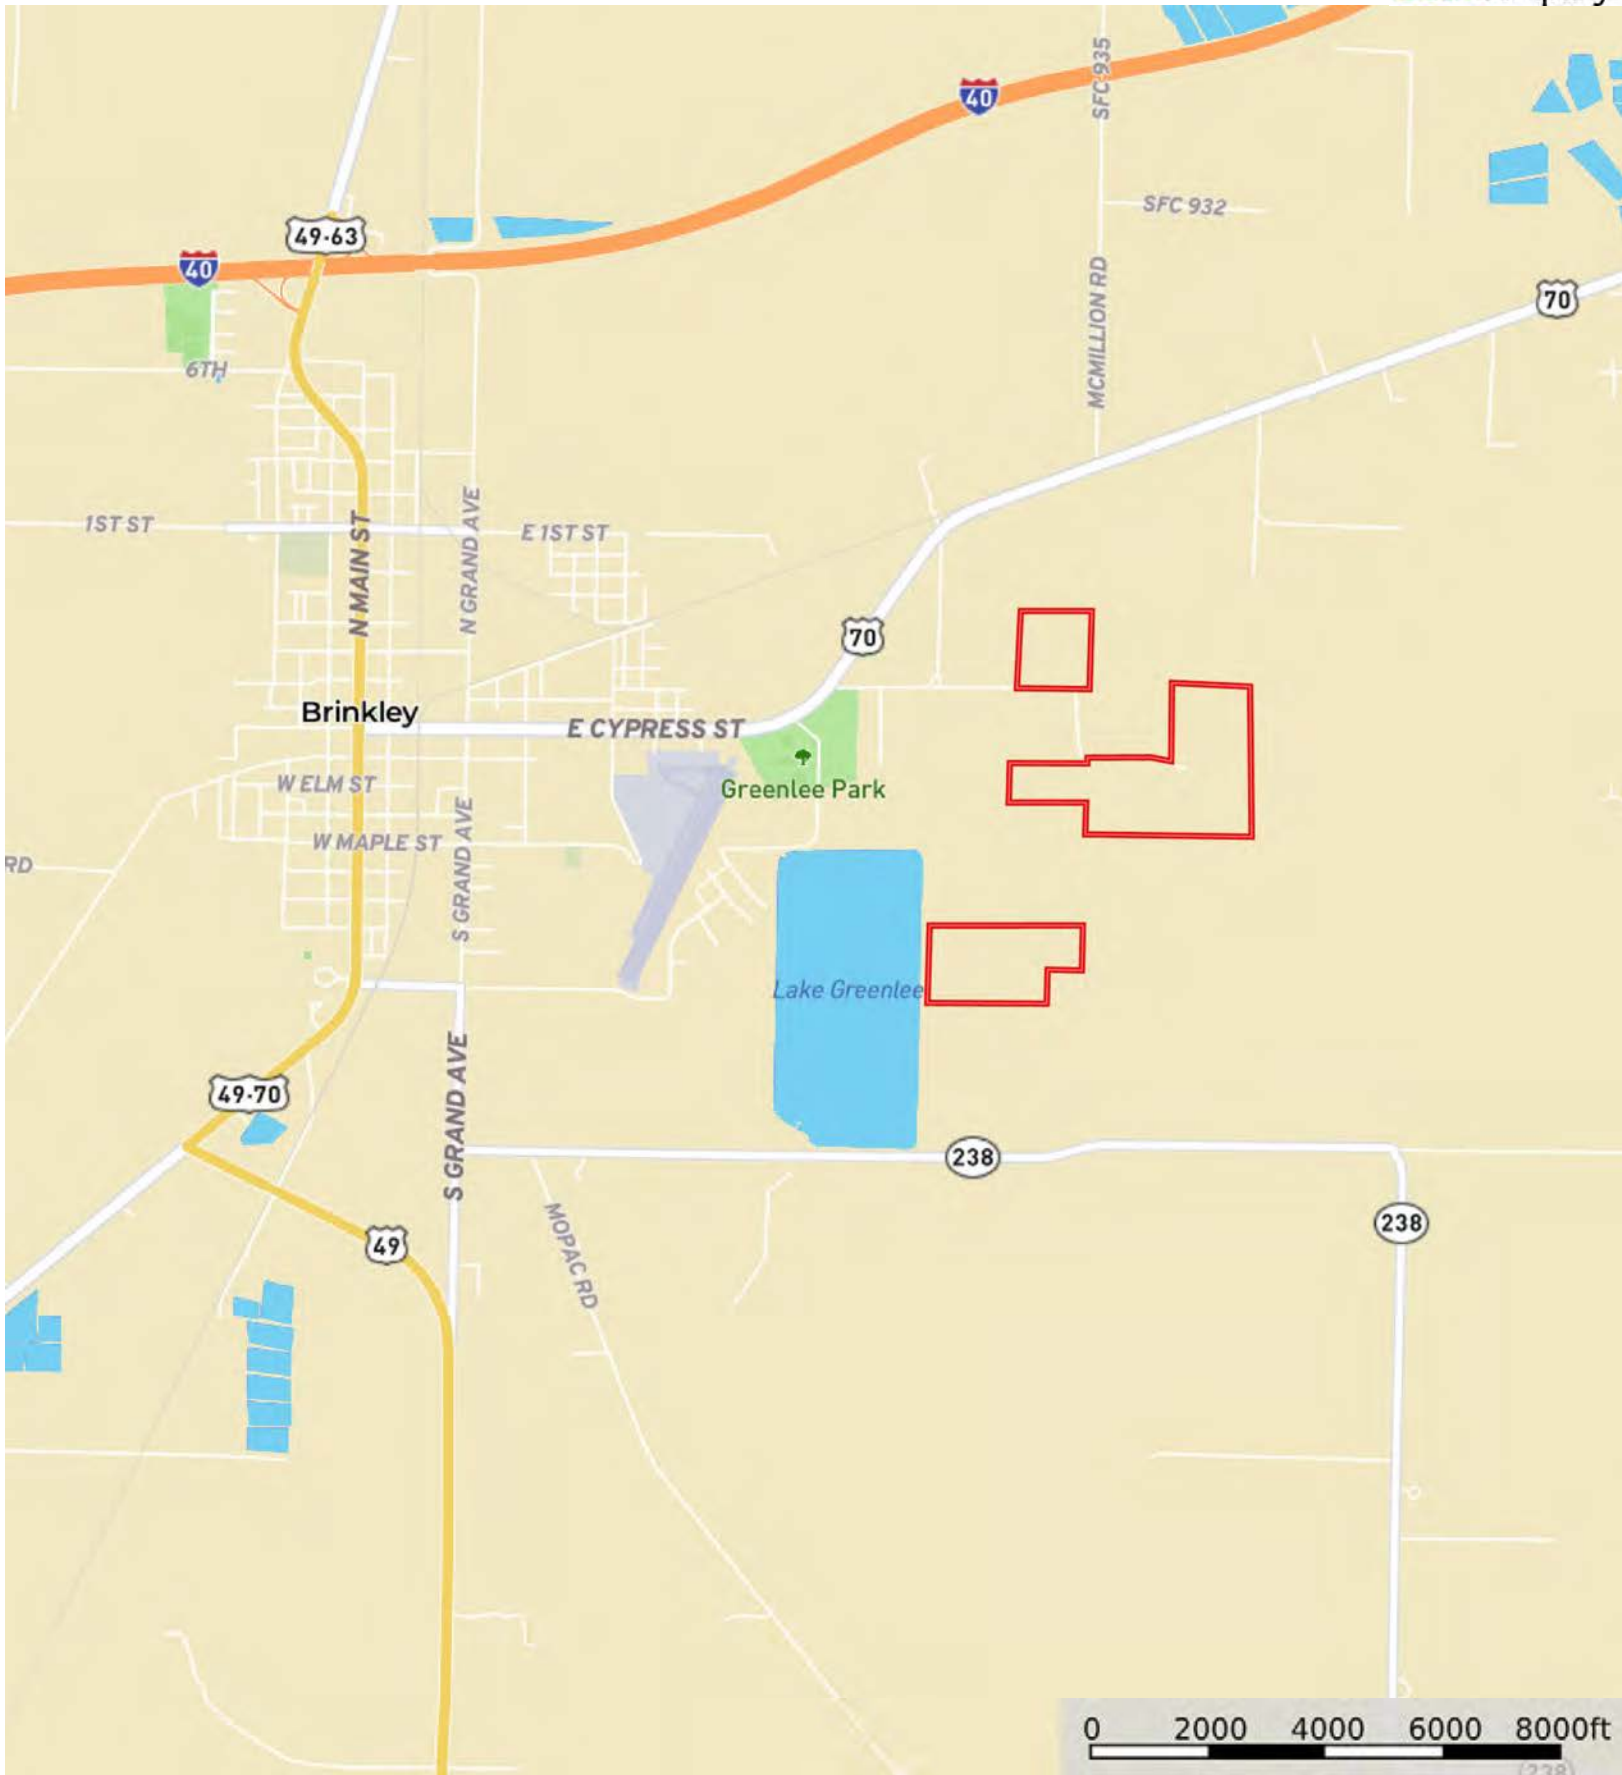 40
SFC 935
SFC 932
49-63
40
70
MCMILLION RD
6TH
1ST ST
N MAIN ST
N GRAND AVE
E 1ST ST
70
Brinkley
E CYPRESS ST
W ELM ST
Greenlee Park
W MAPLE ST
S GRAND AVE
RD
Lake Greenlee
49-70
S GRAND AVE
238
238
MOPAC RD
49
0 2000 4000 6000 8000ft
(238)